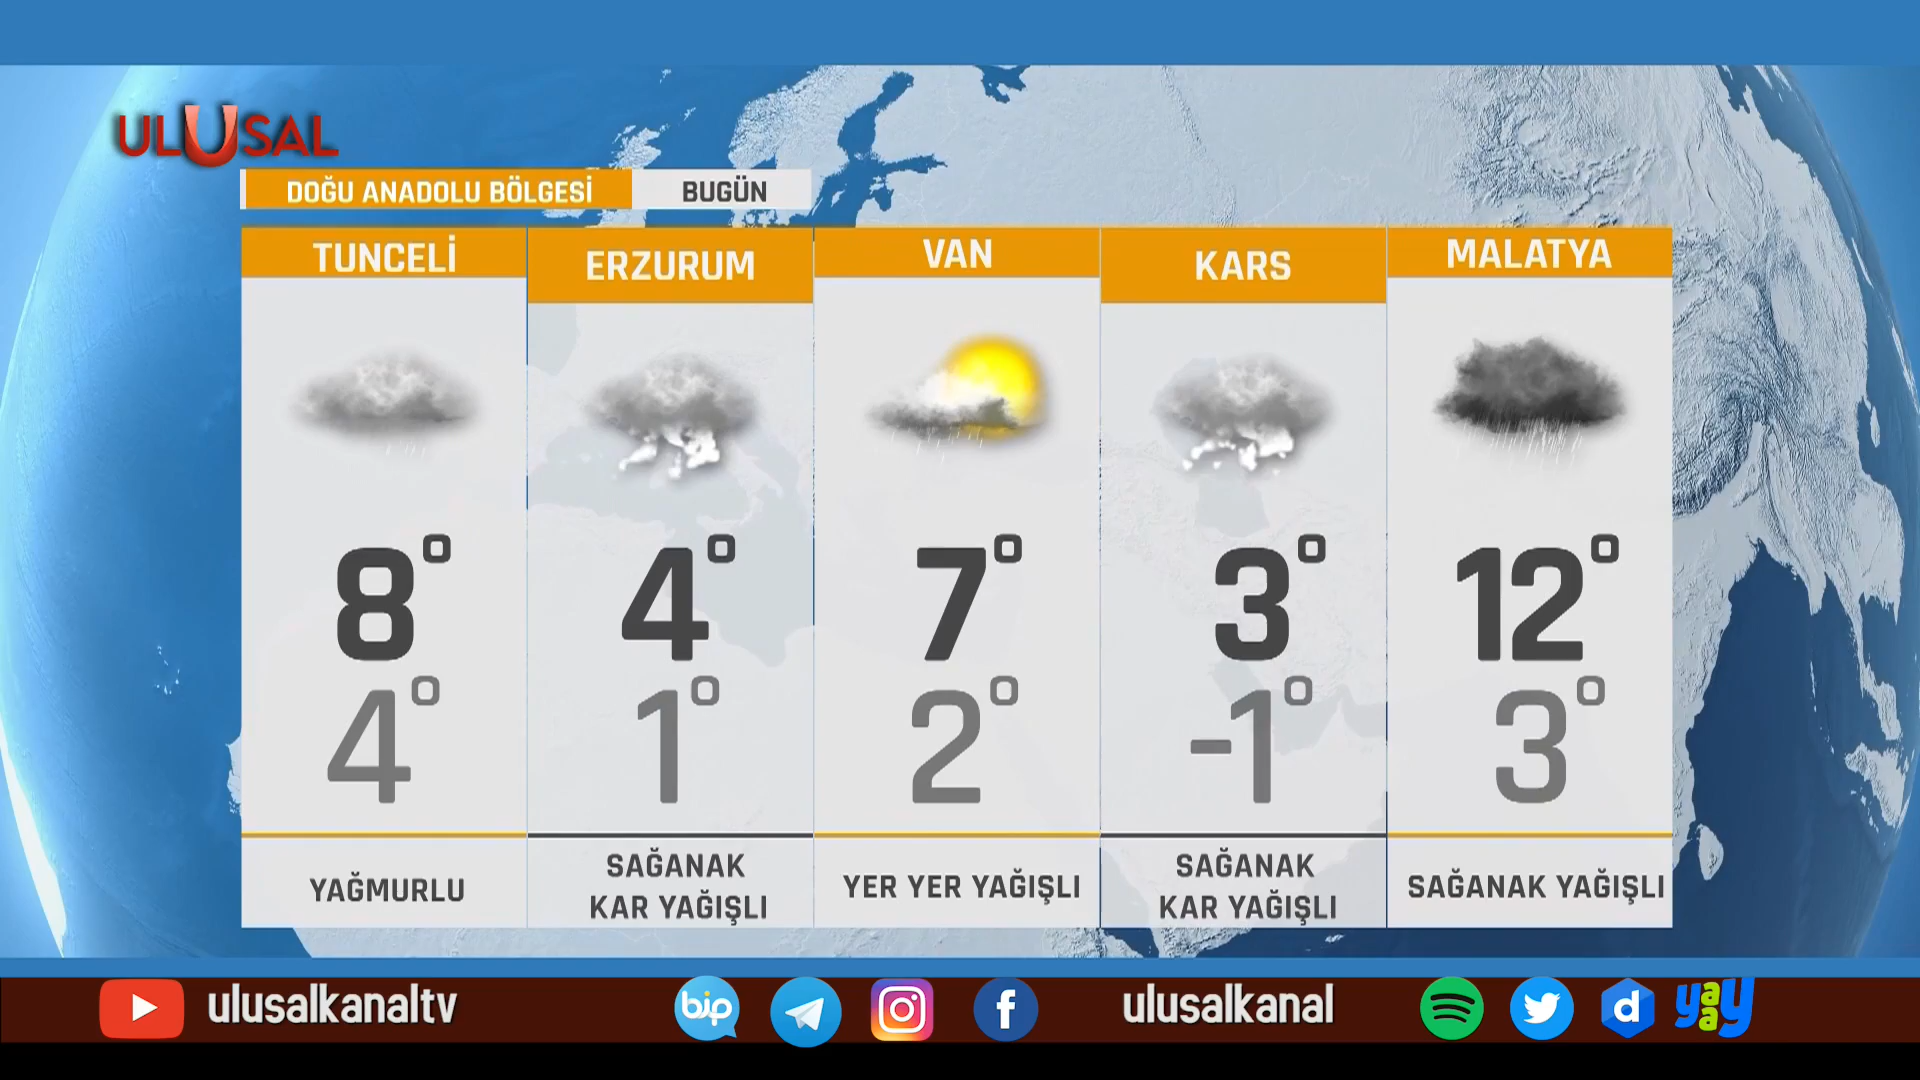 ULUSAL
DOĞU ANADOLU BÖLGESİ BUGÜN
TUNCELİ
8°
4°
YAĞMURLU
ERZURUM
4°
1°
SAĞANAK
KAR YAĞIŞLI
VAN
7°
2°
YER YER YAĞIŞLI
KARS
3°
-1°
SAĞANAK
KAR YAĞIŞLI
MALATYA
12°
3°
SAĞANAK YAĞIŞLI
ulusalkanaltv bip f ulusalkanal d yaay